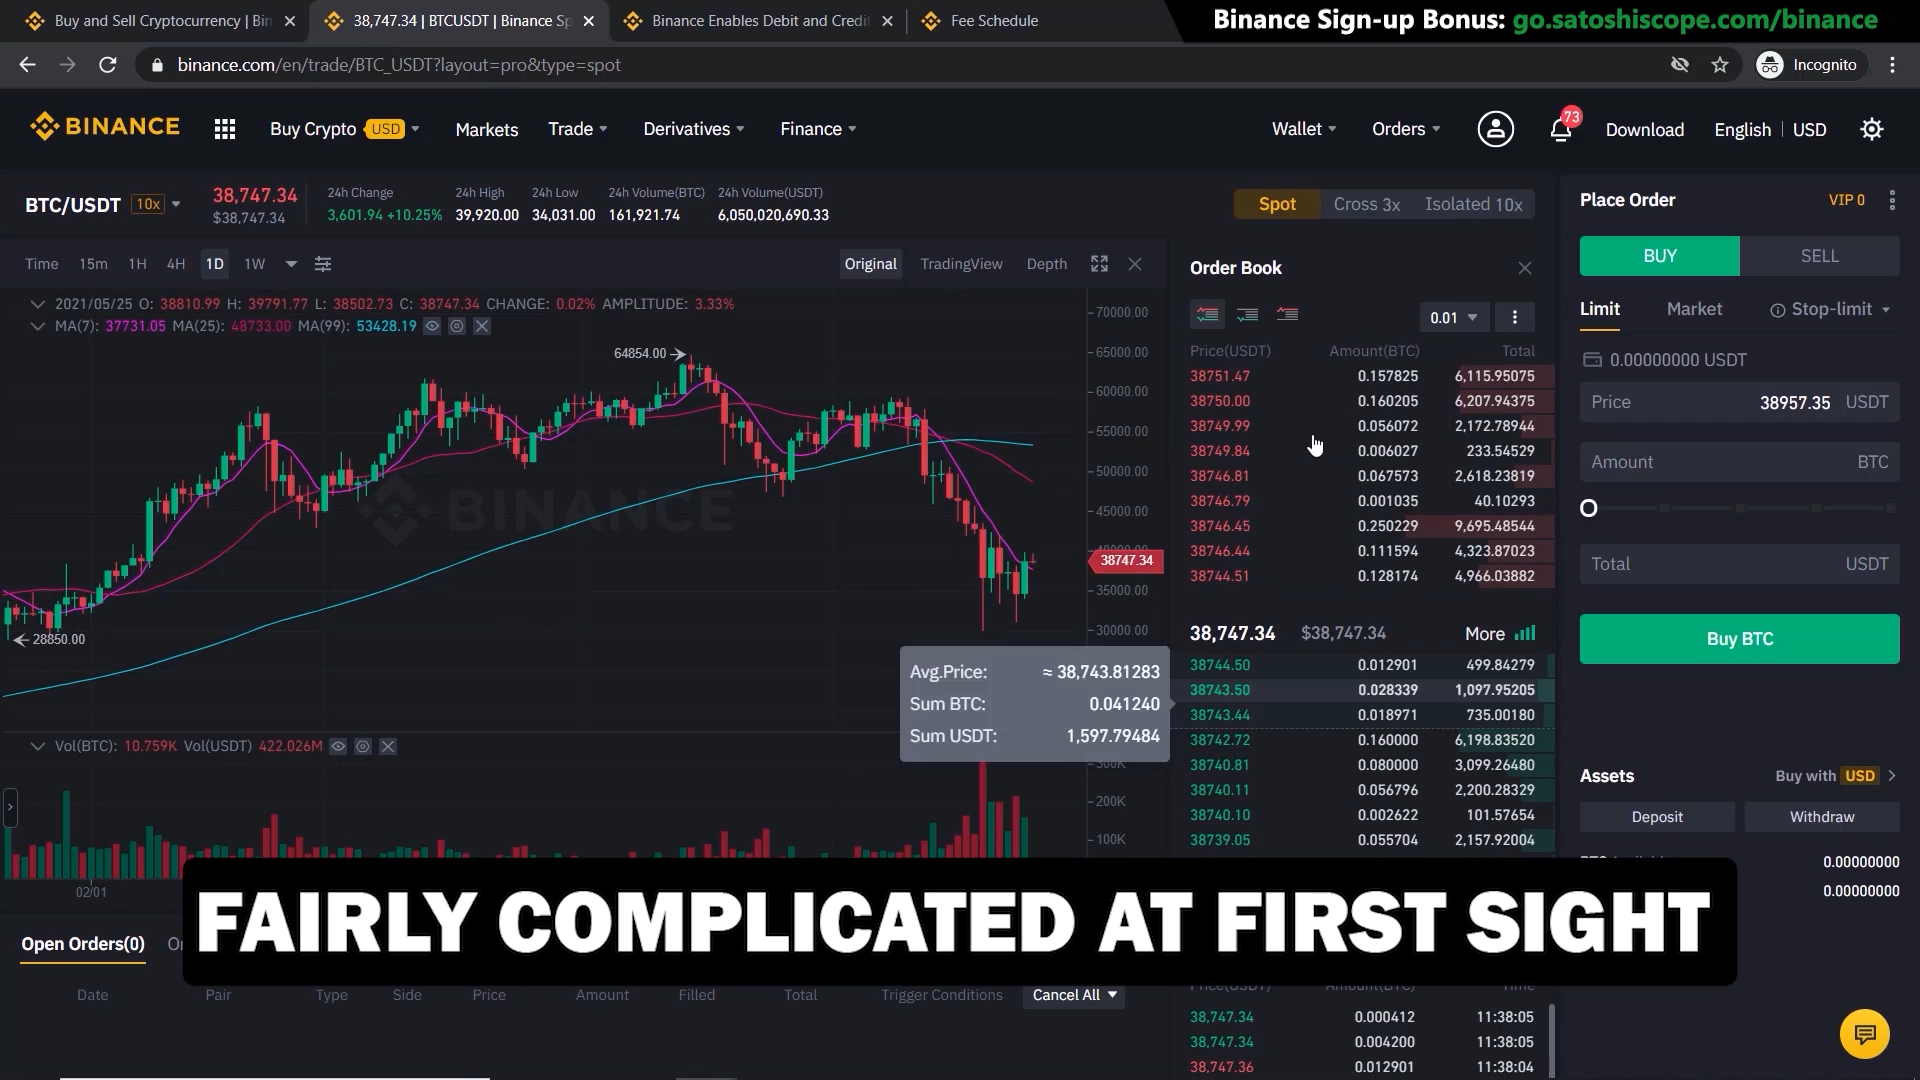 Buy and Sell Cryptocurrency | Bin
38,747.34 | BTCUSDT | Binance Sp
Binance Enables Debit and Credit
Fee Schedule
Binance Sign-up Bonus: go.satoshiscope.com/binance
binance.com/en/trade/BTC_USDT?layout=pro&type=spot
Incognito
BINANCE
Buy Crypto USD
Markets
Trade
Derivatives
Finance
Wallet
Orders
73
Download
English
USD
BTC/USDT 10x
38,747.34
$38,747.34
24h Change
3,601.94 +10.25%
24h High
39,920.00
24h Low
34,031.00
24h Volume(BTC)
161,921.74
24h Volume(USDT)
6,050,020,690.33
Spot
Cross 3x
Isolated 10x
Time 15m 1H 4H 1D 1W
Original TradingView Depth
2021/05/25 O: 38810.99 H: 39791.77 L: 38502.73 C: 38747.34 CHANGE: 0.02% AMPLITUDE: 3.33%
MA(7): 37731.05 MA(25): 48733.00 MA(99): 53428.19
64854.00
28850.00
BINANCE
70000.00
65000.00
60000.00
55000.00
50000.00
45000.00
40000.00
38747.34
35000.00
30000.00
Vol(BTC): 10.759K Vol(USDT) 422.026M
300K
200K
100K
02/01
Avg.Price: ≈ 38,743.81283
Sum BTC: 0.041240
Sum USDT: 1,597.79484
Order Book
0.01
Price(USDT) Amount(BTC) Total
38751.47 0.157825 6,115.95075
38750.00 0.160205 6,207.94375
38749.99 0.056072 2,172.78944
38749.84 0.006027 233.54529
38746.81 0.067573 2,618.23819
38746.79 0.001035 40.10293
38746.45 0.250229 9,695.48544
38746.44 0.111594 4,323.87023
38744.51 0.128174 4,966.03882
38,747.34 $38,747.34 More
38744.50 0.012901 499.84279
38743.50 0.028339 1,097.95205
38743.44 0.018971 735.00180
38742.72 0.160000 6,198.83520
38740.81 0.080000 3,099.26480
38740.11 0.056796 2,200.28329
38740.10 0.002622 101.57654
38739.05 0.055704 2,157.92004
Place Order
VIP 0
BUY
SELL
Limit Market Stop-limit
0.00000000 USDT
Price 38957.35 USDT
Amount BTC
Total USDT
Buy BTC
Assets
Buy with USD
Deposit
Withdraw
0.00000000
0.00000000
FAIRLY COMPLICATED AT FIRST SIGHT
Open Orders(0)
Date Pair Type Side Price Amount Filled Total Trigger Conditions Cancel All
Price(USDT) Amount(BTC) Time
38,747.34 0.000412 11:38:05
38,747.34 0.004200 11:38:05
38,747.36 0.012901 11:38:04